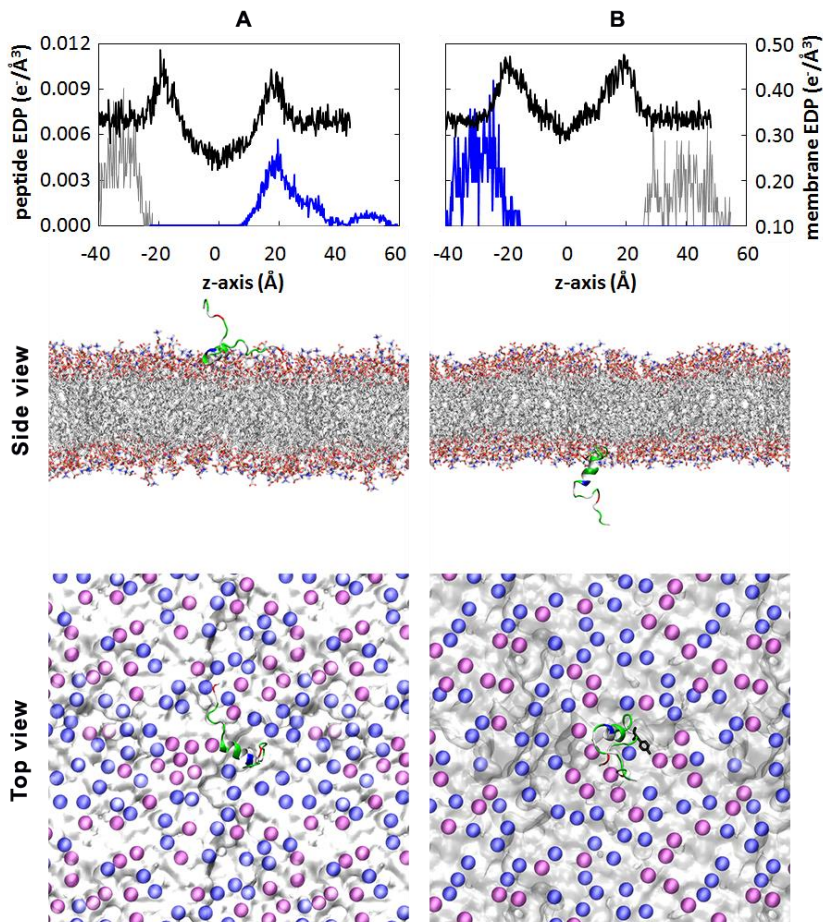 A
B
peptide EDP (e⁻/Å³)
0.012
0.009
0.006
0.003
0.000
-40 -20 0 20 40 60
z-axis (Å)
-40 -20 0 20 40 60
z-axis (Å)
0.50
0.40
0.30
0.20
0.10
membrane EDP (e⁻/Å³)
Side view
Top view